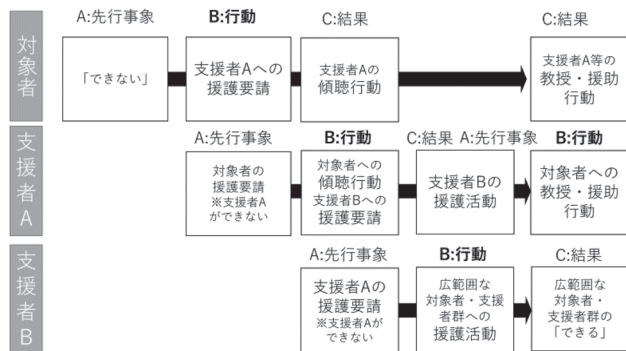 A:先行事象
B:行動
C:結果
C:結果
対象者
「できない」
支援者Aへの
援護要請
支援者Aの
傾聴行動
支援者A等の
教授・援助
行動
A:先行事象
B:行動
C:結果 A:先行事象
B:行動
支援者A
対象者の
援護要請
※支援者A
ができない
対象者への
傾聴行動
支援者Bへの
援護要請
支援者Bの
援護活動
対象者への
教授・援助
行動
A:先行事象
B:行動
C:結果
支援者B
支援者Aの
援護要請
※支援者Aが
できない
広範囲な
対象者・支援
者群への
援護活動
広範囲な
対象者・
支援者群の
「できる」